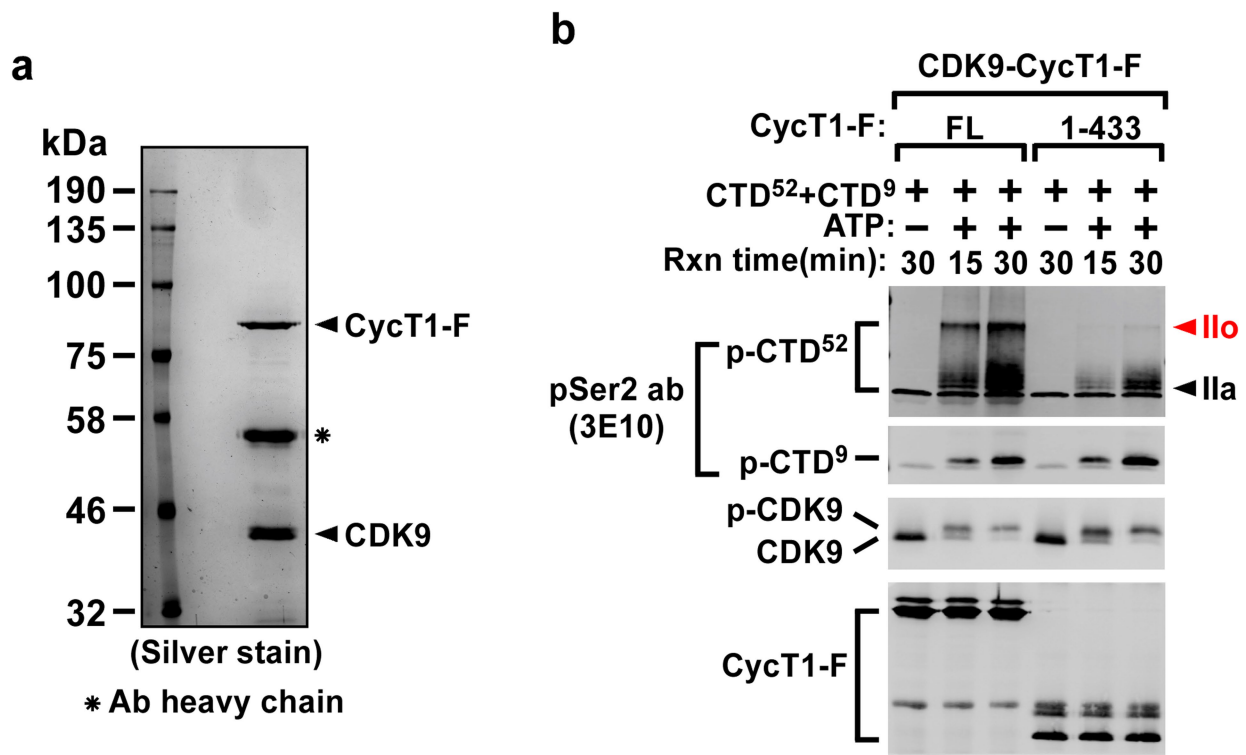 a
kDa
190
135
100
75
58
46
32
CycT1-F
*
CDK9
(Silver stain)
* Ab heavy chain
b
CDK9-CycT1-F
CycT1-F: FL 1-433
CTD⁵²+CTD⁹ + + + + + +
ATP: − + + − + +
Rxn time(min): 30 15 30 30 15 30
p-CTD⁵²
IIo
IIa
pSer2 ab
(3E10)
p-CTD⁹
p-CDK9
CDK9
CycT1-F